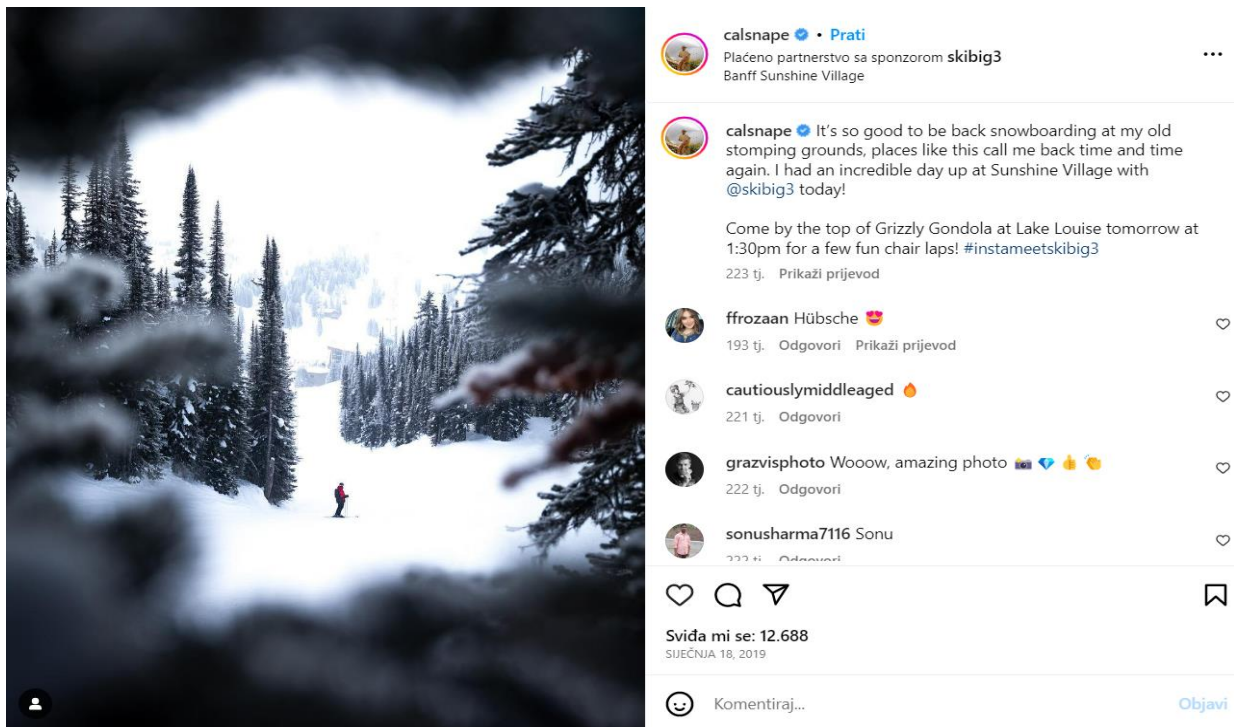 calsnape • Prati
Plaćeno partnerstvo sa sponzorom skibig3
Banff Sunshine Village
calsnape It's so good to be back snowboarding at my old
stomping grounds, places like this call me back time and time
again. I had an incredible day up at Sunshine Village with
@skibig3 today!
Come by the top of Grizzly Gondola at Lake Louise tomorrow at
1:30pm for a few fun chair laps! #instameetskibig3
223 tj. Prikaži prijevod
ffrozaan Hübsche 😍
193 tj. Odgovori Prikaži prijevod
cautiouslymiddleaged 🔥
221 tj. Odgovori
grazvisphoto Wooow, amazing photo 📸 💎 👍 👏
222 tj. Odgovori
sonusharma7116 Sonu
222 tj. Odgovori
Sviđa mi se: 12.688
SIJEČNJA 18, 2019
Komentiraj...
Objavi